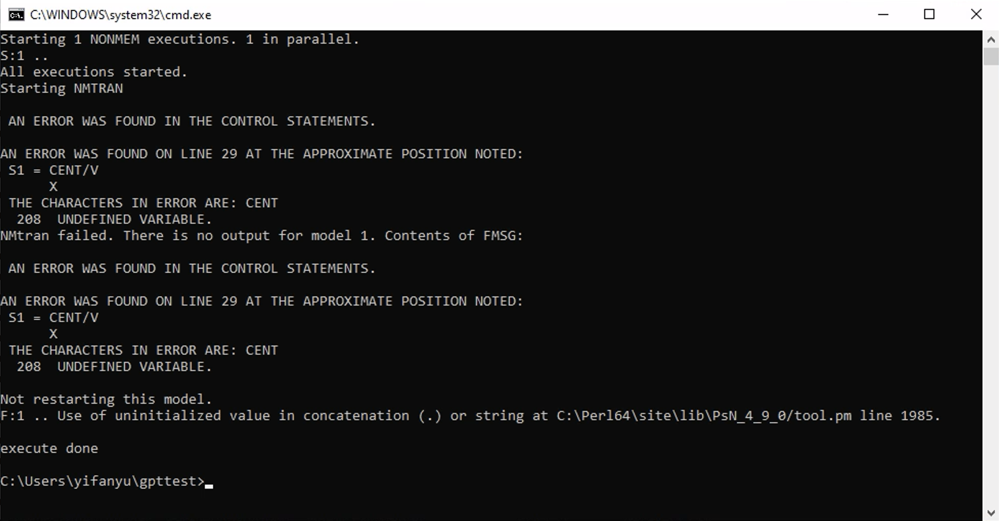 C:\WINDOWS\system32\cmd.exe
Starting 1 NONMEM executions. 1 in parallel.
S:1 ..
All executions started.
Starting NMTRAN
AN ERROR WAS FOUND IN THE CONTROL STATEMENTS.
AN ERROR WAS FOUND ON LINE 29 AT THE APPROXIMATE POSITION NOTED:
S1 = CENT/V
X
THE CHARACTERS IN ERROR ARE: CENT
208  UNDEFINED VARIABLE.
NMtran failed. There is no output for model 1. Contents of FMSG:
AN ERROR WAS FOUND IN THE CONTROL STATEMENTS.
AN ERROR WAS FOUND ON LINE 29 AT THE APPROXIMATE POSITION NOTED:
S1 = CENT/V
X
THE CHARACTERS IN ERROR ARE: CENT
208  UNDEFINED VARIABLE.
Not restarting this model.
F:1 .. Use of uninitialized value in concatenation (.) or string at C:\Perl64\site\lib\PsN_4_9_0/tool.pm line 1985.
execute done
C:\Users\yifanyu\gpttest>